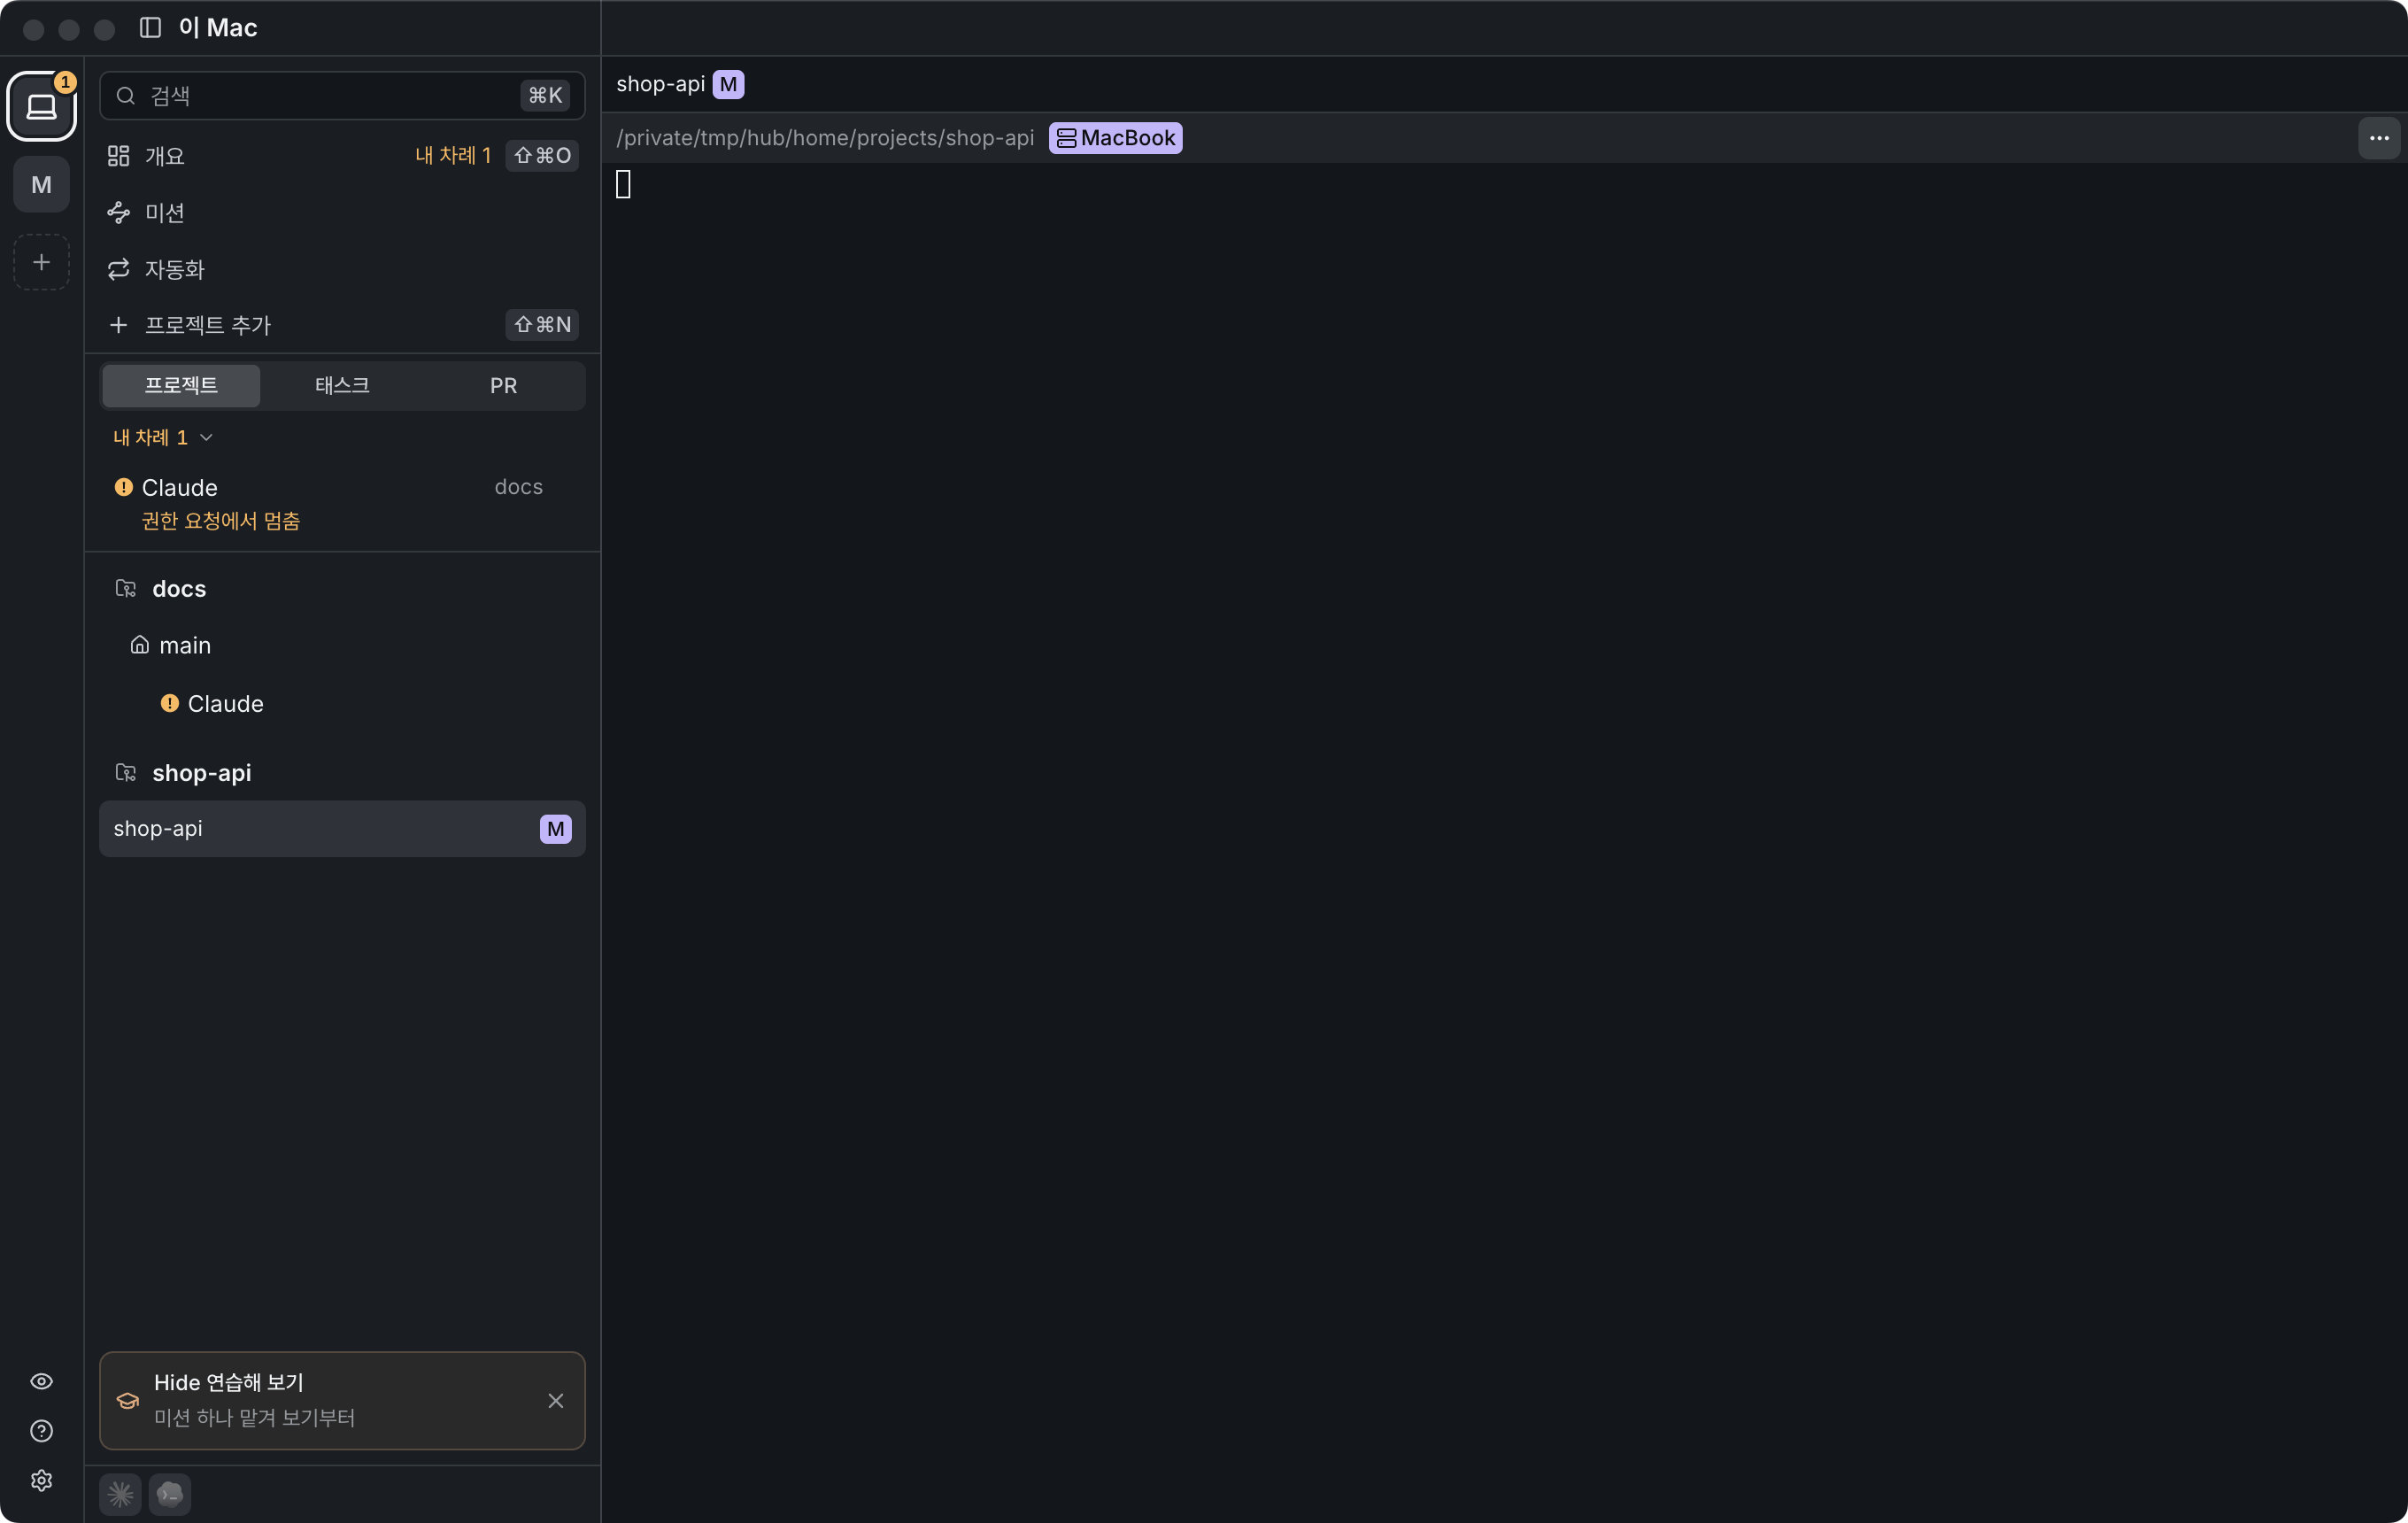 이 Mac
1
M
검색 ⌘K
개요 내 차례 1 ⇧⌘O
미션
자동화
프로젝트 추가 ⇧⌘N
프로젝트 태스크 PR
내 차례 1
Claude docs
권한 요청에서 멈춤
docs
main
Claude
shop-api
shop-api M
Hide 연습해 보기
미션 하나 맡겨 보기부터
shop-api M
/private/tmp/hub/home/projects/shop-api MacBook